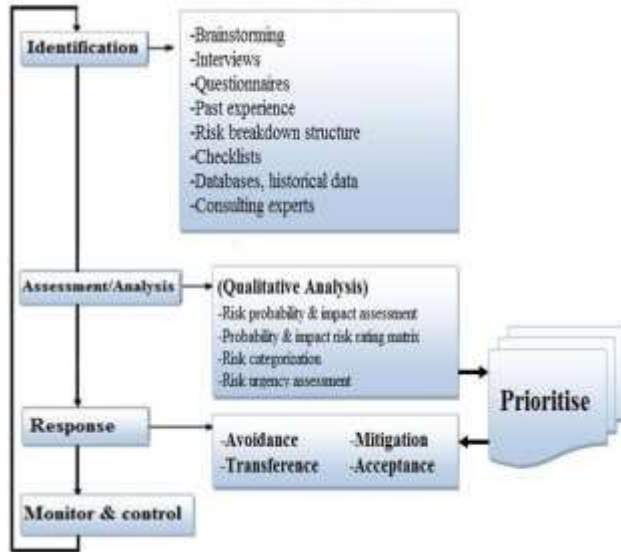 Identification
-Brainstorming
-Interviews
-Questionnaires
-Past experience
-Risk breakdown structure
-Checklists
-Databases, historical data
-Consulting experts
Assessment/Analysis
(Qualitative Analysis)
-Risk probability & impact assessment
-Probability & impact risk rating matrix
-Risk categorization
-Risk urgency assessment
Prioritise
Response
-Avoidance -Mitigation
-Transference -Acceptance
Monitor & control